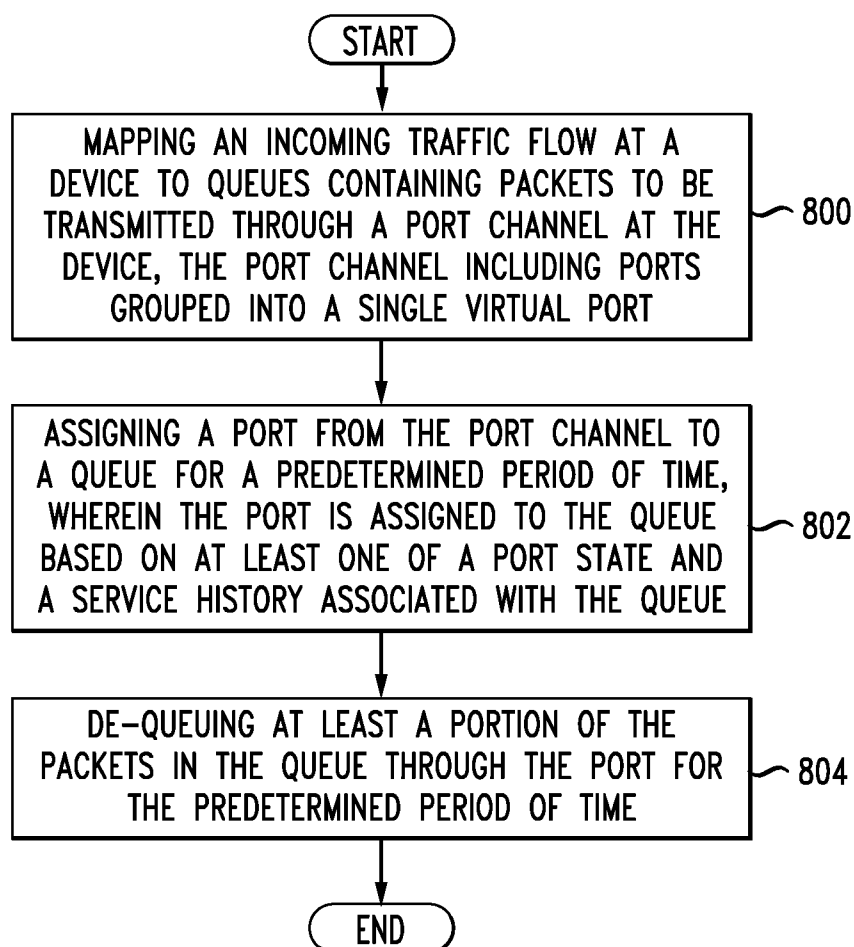 START
MAPPING AN INCOMING TRAFFIC FLOW AT A
DEVICE TO QUEUES CONTAINING PACKETS TO BE
TRANSMITTED THROUGH A PORT CHANNEL AT THE
DEVICE, THE PORT CHANNEL INCLUDING PORTS
GROUPED INTO A SINGLE VIRTUAL PORT
800
ASSIGNING A PORT FROM THE PORT CHANNEL TO
A QUEUE FOR A PREDETERMINED PERIOD OF TIME,
WHEREIN THE PORT IS ASSIGNED TO THE QUEUE
BASED ON AT LEAST ONE OF A PORT STATE AND
A SERVICE HISTORY ASSOCIATED WITH THE QUEUE
802
DE-QUEUING AT LEAST A PORTION OF THE
PACKETS IN THE QUEUE THROUGH THE PORT FOR
THE PREDETERMINED PERIOD OF TIME
804
END